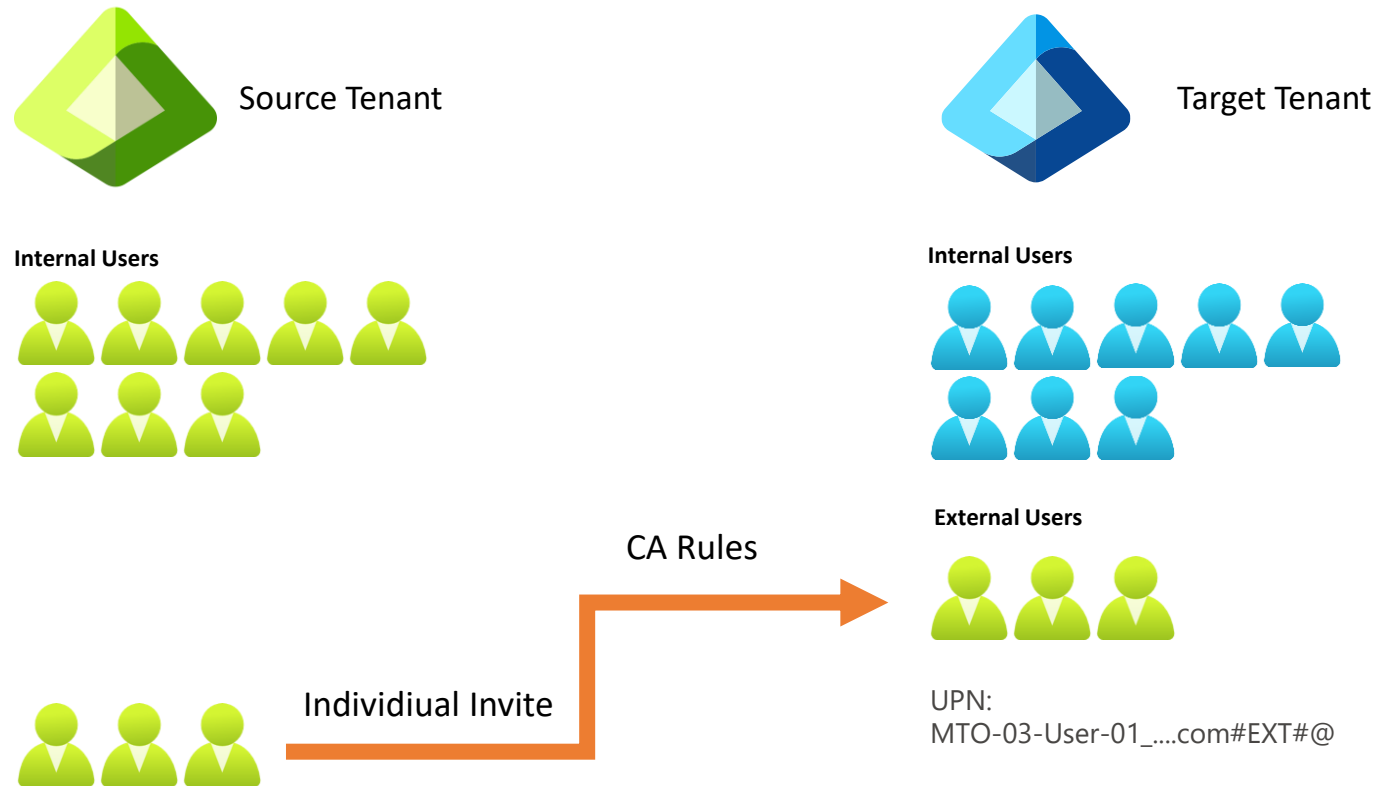 Source Tenant
Target Tenant
Internal Users
Internal Users
External Users
CA Rules
Individiual Invite
UPN:
MTO-03-User-01_....com#EXT#@